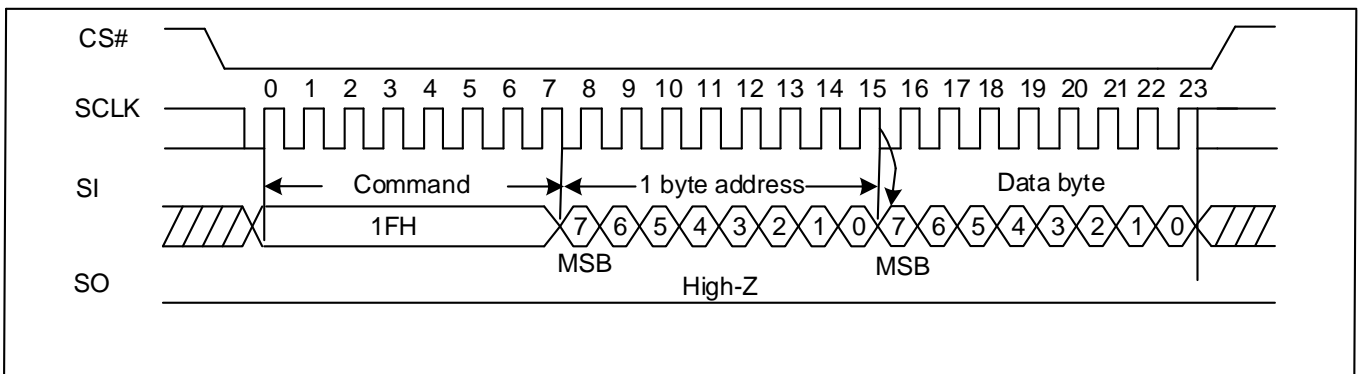 CS#
0 1 2 3 4 5 6 7 8 9 10 11 12 13 14 15 16 17 18 19 20 21 22 23
SCLK
Command 1 byte address Data byte
SI
1FH 7 6 5 4 3 2 1 0 7 6 5 4 3 2 1 0
MSB MSB
SO High-Z